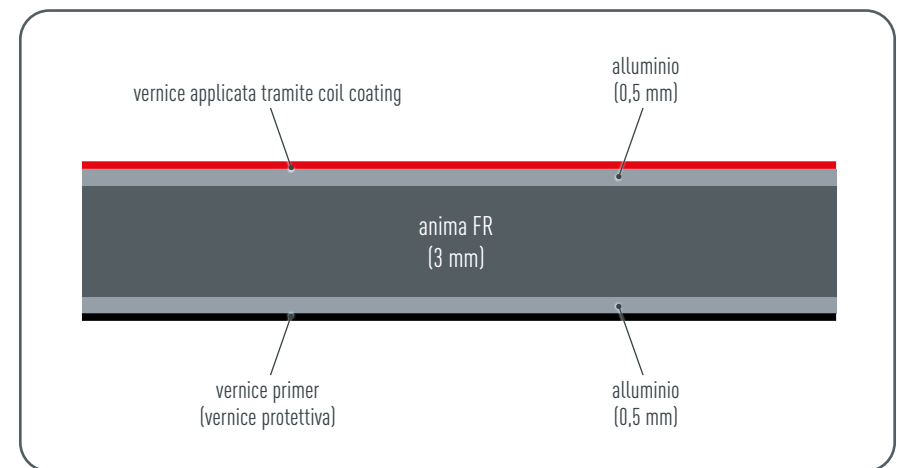 vernice applicata tramite coil coating
alluminio
(0,5 mm)
anima FR
(3 mm)
vernice primer
(vernice protettiva)
alluminio
(0,5 mm)